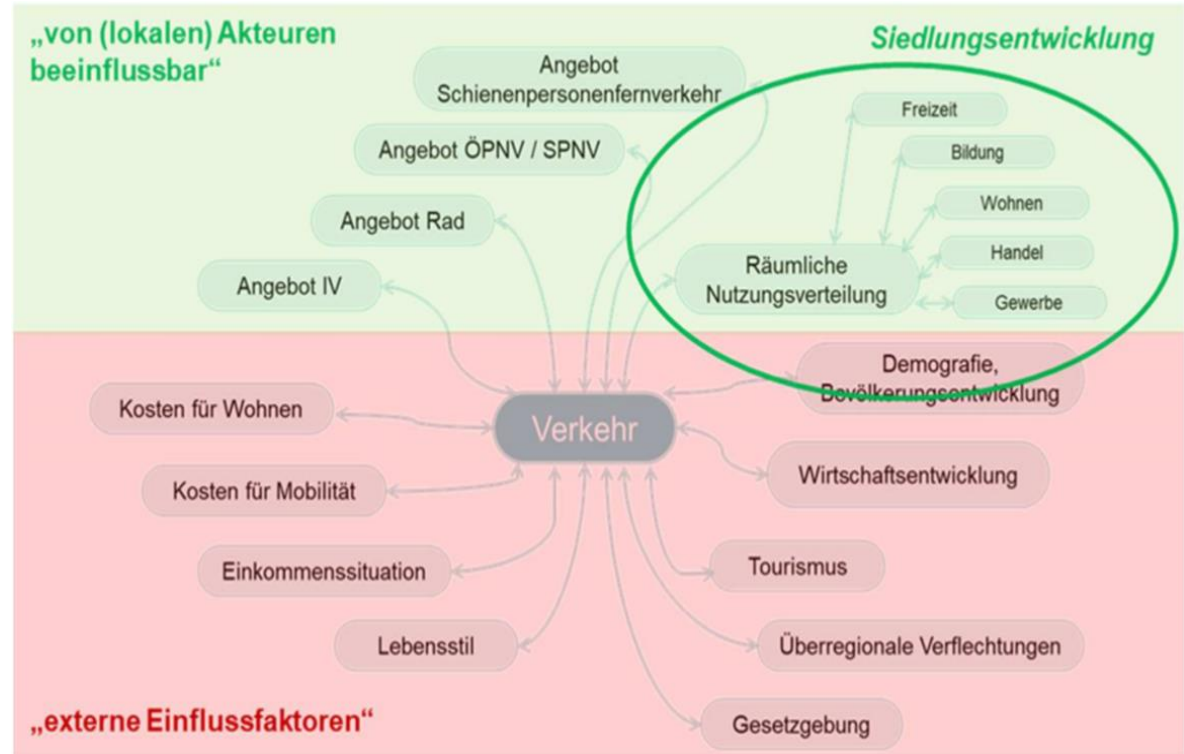 „von (lokalen) Akteuren
beeinflussbar“
Siedlungsentwicklung
Angebot
Schienenpersonenfernverkehr
Angebot ÖPNV / SPNV
Angebot Rad
Angebot IV
Freizeit
Bildung
Wohnen
Handel
Gewerbe
Räumliche
Nutzungsverteilung
Verkehr
Kosten für Wohnen
Kosten für Mobilität
Einkommenssituation
Lebensstil
Demografie,
Bevölkerungsentwicklung
Wirtschaftsentwicklung
Tourismus
Überregionale Verflechtungen
Gesetzgebung
„externe Einflussfaktoren“